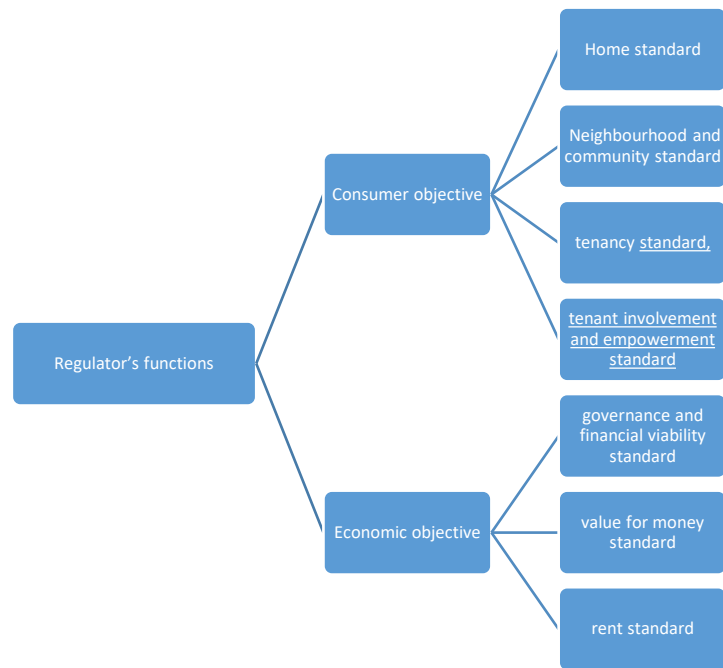 Home standard
Neighbourhood and
community standard
Consumer objective
tenancy standard,
tenant involvement
and empowerment
standard
Regulator’s functions
governance and
financial viability
standard
Economic objective
value for money
standard
rent standard